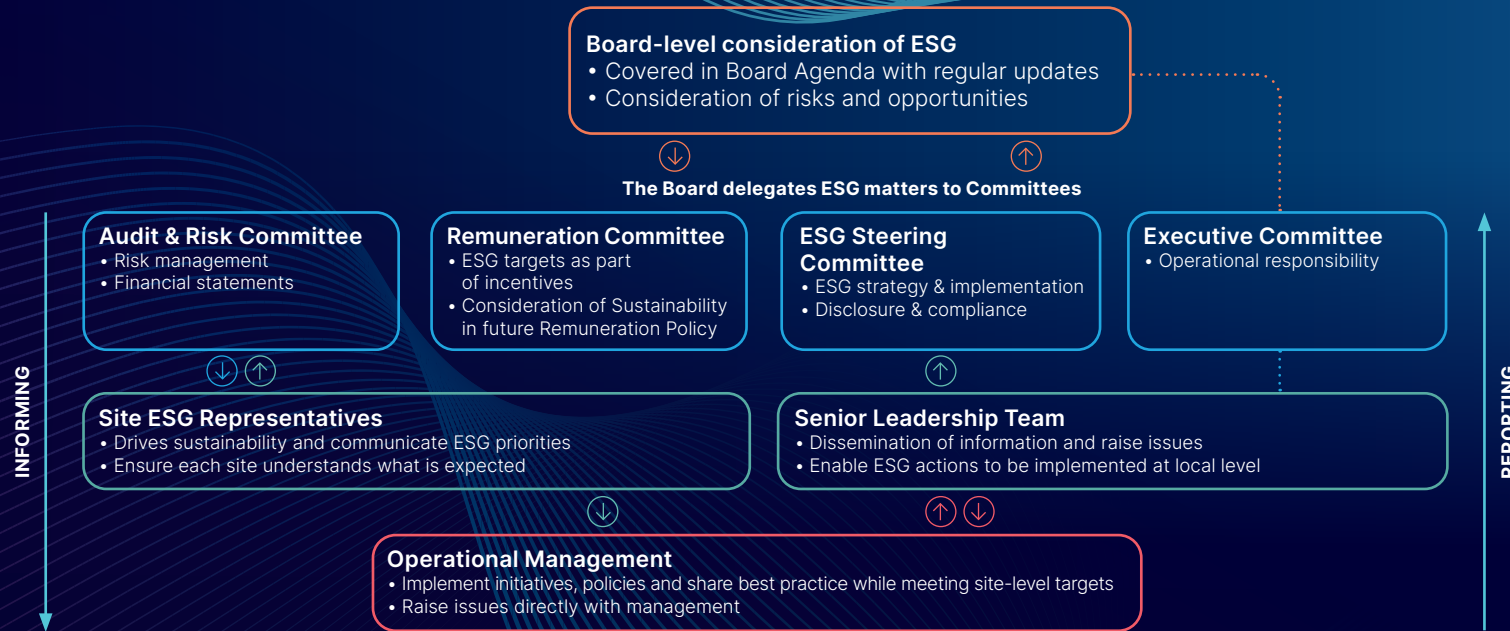 Board-level consideration of ESG
• Covered in Board Agenda with regular updates
• Consideration of risks and opportunities
The Board delegates ESG matters to Committees
Audit & Risk Committee
• Risk management
• Financial statements
Remuneration Committee
• ESG targets as part
of incentives
• Consideration of Sustainability
in future Remuneration Policy
ESG Steering
Committee
• ESG strategy & implementation
• Disclosure & compliance
Executive Committee
• Operational responsibility
INFORMING
REPORTING
Site ESG Representatives
• Drives sustainability and communicate ESG priorities
• Ensure each site understands what is expected
Senior Leadership Team
• Dissemination of information and raise issues
• Enable ESG actions to be implemented at local level
Operational Management
• Implement initiatives, policies and share best practice while meeting site-level targets
• Raise issues directly with management